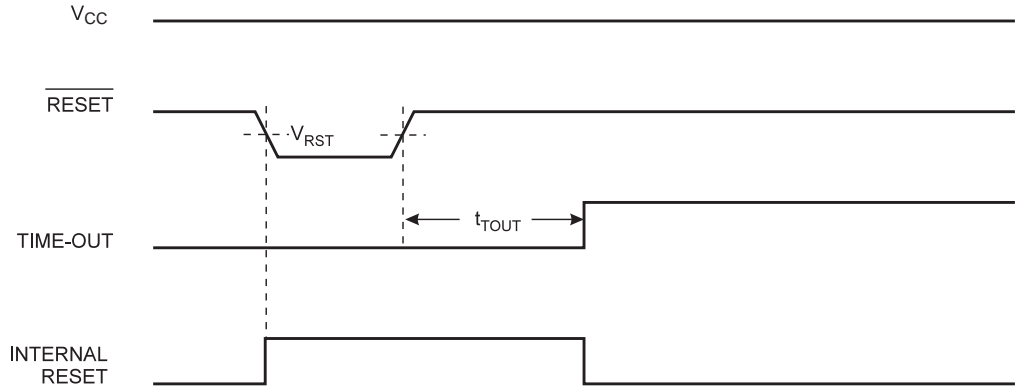 VCC
RESET
VRST
tTOUT
TIME-OUT
INTERNAL
RESET